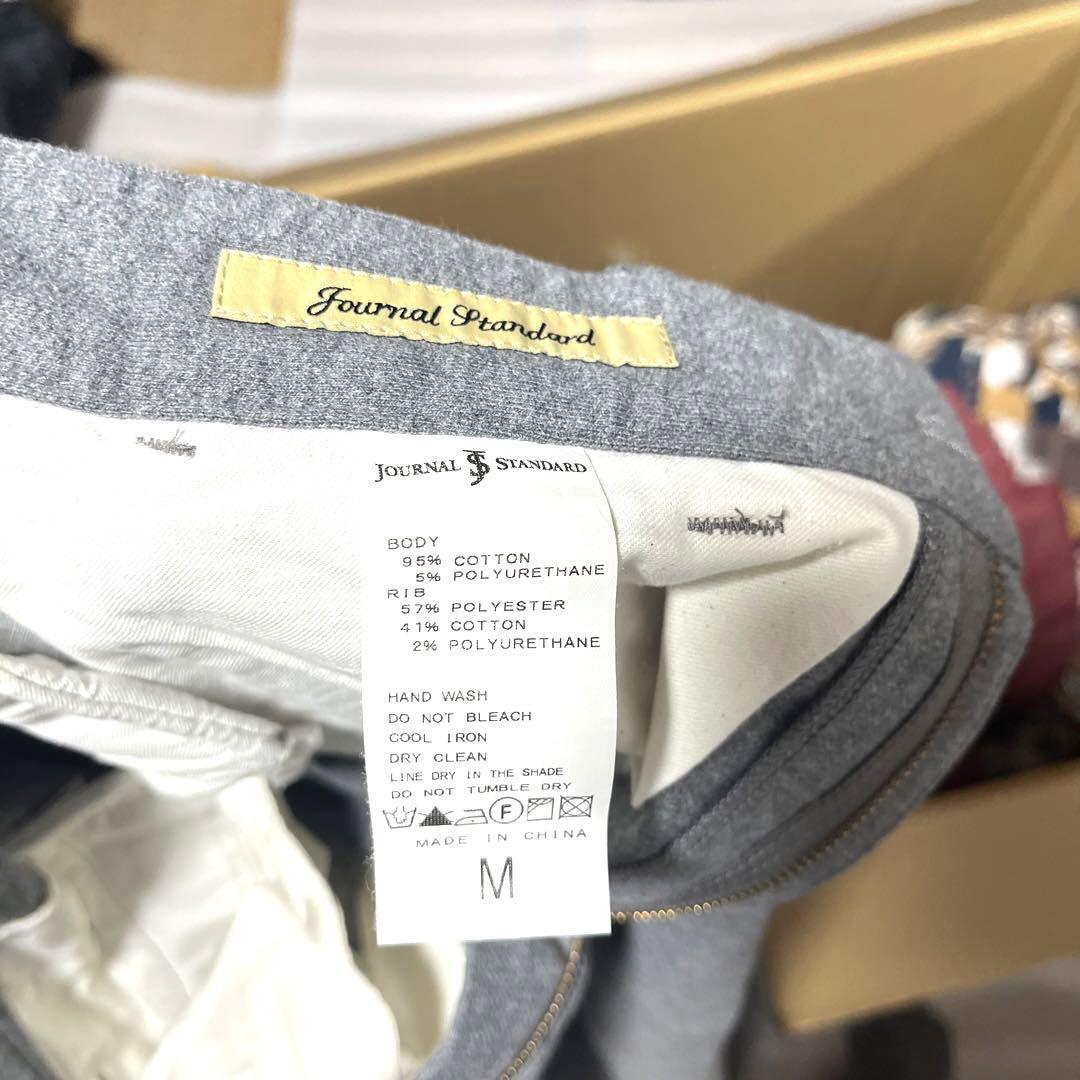 Journal Standard
JOURNAL JS STANDARD
BODY
95% COTTON
5% POLYURETHANE
RIB
57% POLYESTER
41% COTTON
2% POLYURETHANE
HAND WASH
DO NOT BLEACH
COOL IRON
DRY CLEAN
LINE DRY IN THE SHADE
DO NOT TUMBLE DRY
F
MADE IN CHINA
M